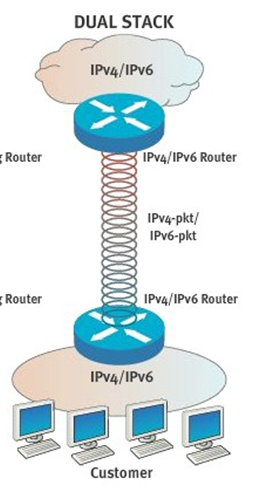 DUAL STACK
IPv4/IPv6
g Router
IPv4/IPv6 Router
IPv4-pkt/
IPv6-pkt
g Router
IPv4/IPv6 Router
IPv4/IPv6
Customer